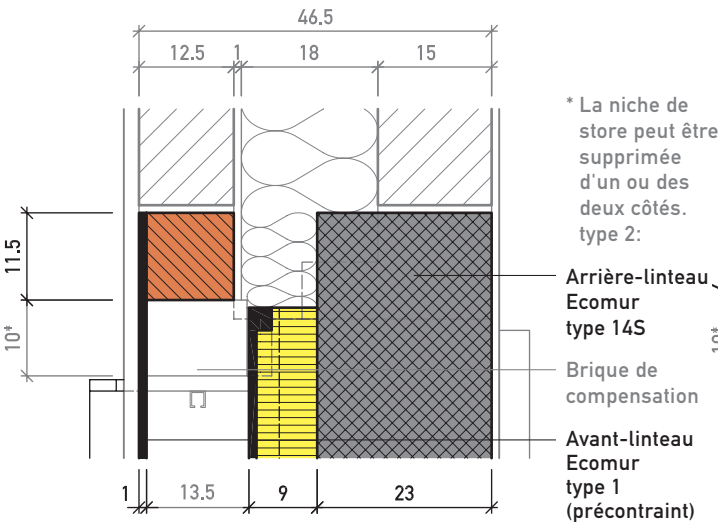 46.5
12.5 1 18 15
* La niche de
store peut être
supprimée
d'un ou des
deux côtés.
type 2:
11.5
10*
Arrière-linteau
Ecomur
type 14S
10*
Brique de
compensation
Avant-linteau
Ecomur
type 1
(précontraint)
1 13.5 9 23